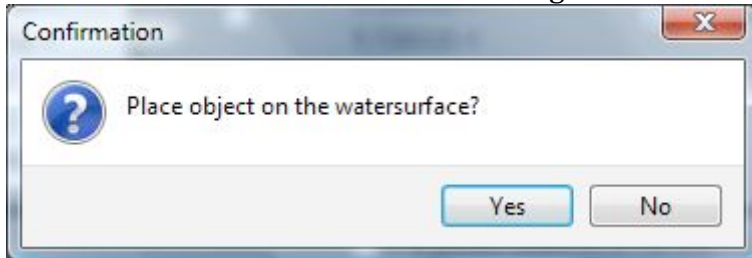 Confirmation
Place object on the watersurface?
Yes
No